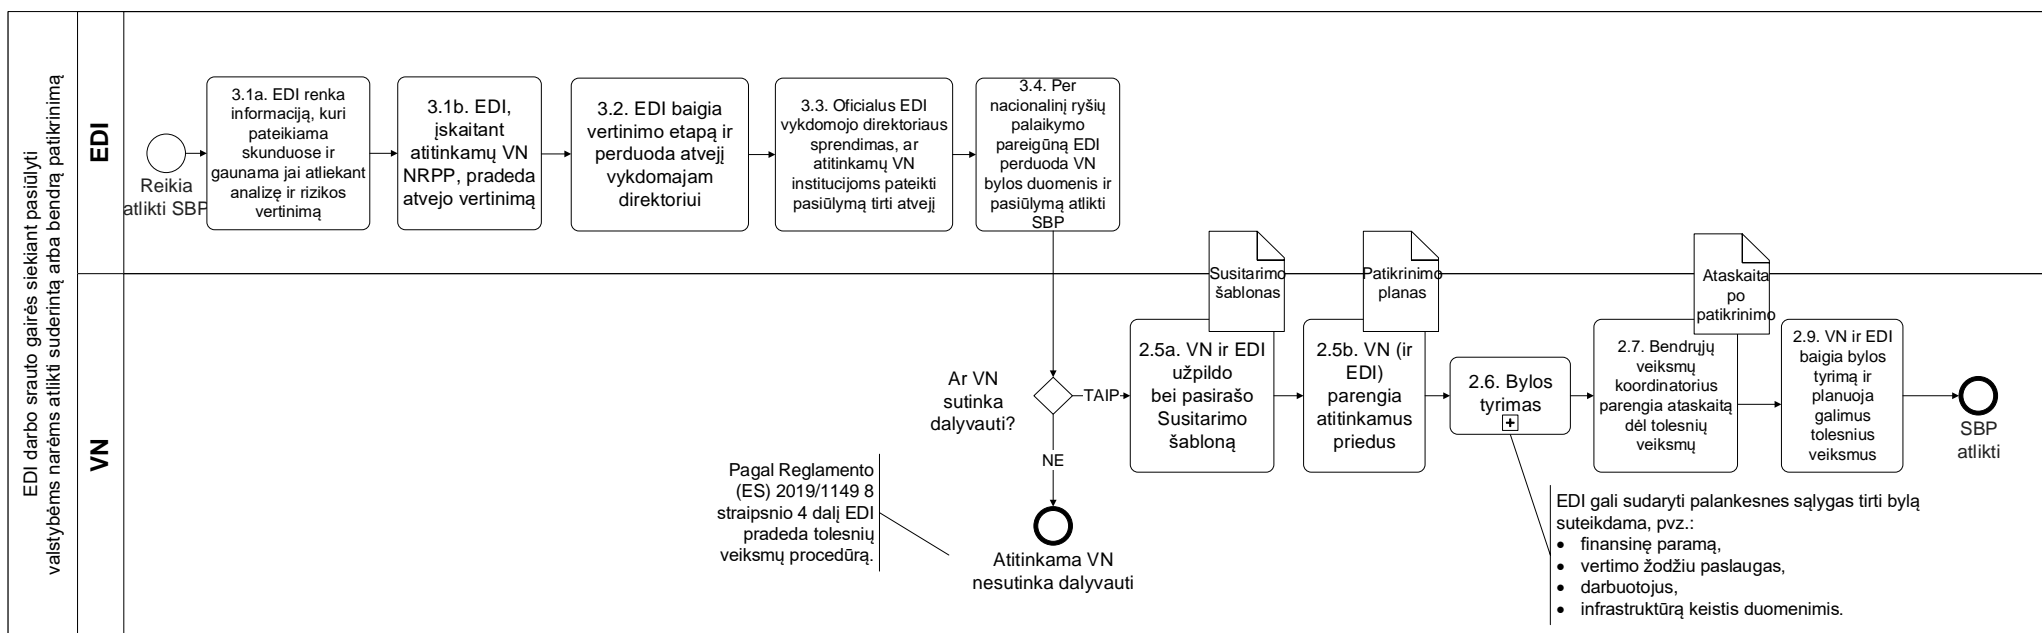 EDI darbo srauto gairės siekiant pasiūlyti
valstybėms narėms atlikti suderintą arba bendrą patikrinimą
EDI
Reikia
atlikti SBP
3.1a. EDI renka
informaciją, kuri
pateikiama
skunduose ir
gaunama jai atliekant
analizę ir rizikos
vertinimą
3.1b. EDI,
įskaitant
atitinkamų VN
NRPP, pradeda
atvejo vertinimą
3.2. EDI baigia
vertinimo etapą ir
perduoda atvejį
vykdomajam
direktoriui
3.3. Oficialus EDI
vykdomojo direktoriaus
sprendimas, ar
atitinkamų VN
institucijoms pateikti
pasiūlymą tirti atvejį
3.4. Per
nacionalinį ryšių
palaikymo
pareigūną EDI
perduoda VN
bylos duomenis ir
pasiūlymą atlikti
SBP
VN
Ar VN
sutinka
dalyvauti?
TAIP
NE
Pagal Reglamento
(ES) 2019/1149 8
straipsnio 4 dalį EDI
pradeda tolesnių
veiksmų procedūrą.
Atitinkama VN
nesutinka dalyvauti
Susitarimo
šablonas
2.5a. VN ir EDI
užpildo
bei pasirašo
Susitarimo
šabloną
Patikrinimo
planas
2.5b. VN (ir
EDI)
parengia
atitinkamus
priedus
2.6. Bylos
tyrimas
EDI gali sudaryti palankesnes sąlygas tirti bylą
suteikdama, pvz.:
• finansinę paramą,
• vertimo žodžiu paslaugas,
• darbuotojus,
• infrastruktūrą keistis duomenimis.
Ataskaita
po
patikrinimo
2.7. Bendrųjų
veiksmų
koordinatorius
parengia ataskaitą
dėl tolesnių
veiksmų
2.9. VN ir EDI
baigia bylos
tyrimą ir
planuoja
galimus
tolesnius
veiksmus
SBP
atlikti